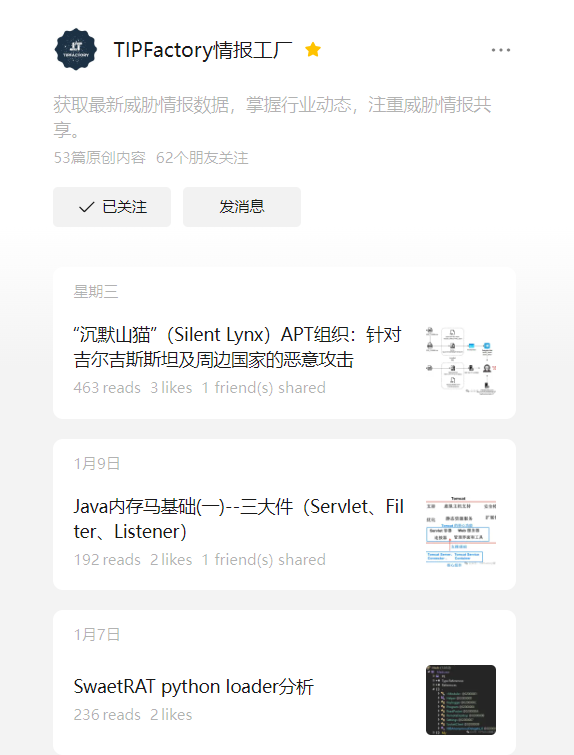 TIPFactory情报工厂
获取最新威胁情报数据，掌握行业动态，注重威胁情报共
享。
53篇原创内容 62个朋友关注
已关注
发消息
星期三
“沉默山猫”（Silent Lynx）APT组织：针对
吉尔吉斯斯坦及周边国家的恶意攻击
463 reads 3 likes 1 friend(s) shared
1月9日
Java内存马基础(一)--三大件（Servlet、Fil
ter、Listener）
192 reads 2 likes 1 friend(s) shared
1月7日
SwaetRAT python loader分析
236 reads 2 likes